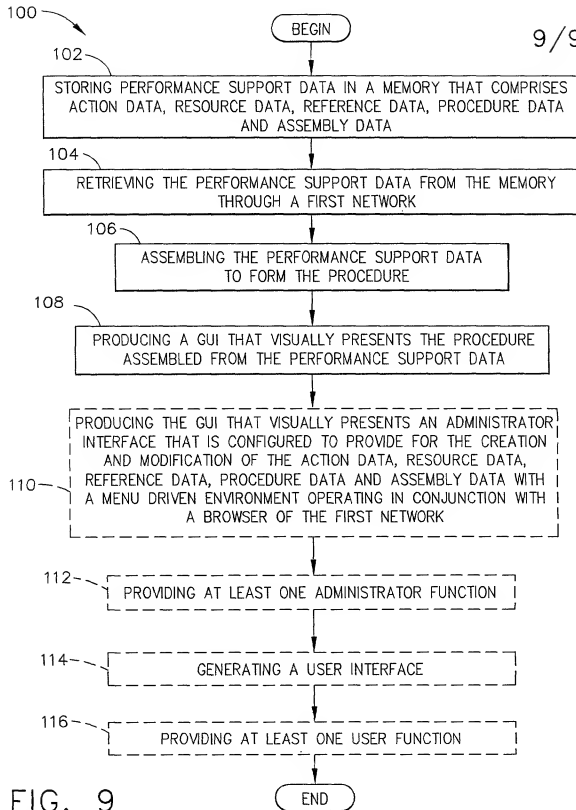 100
BEGIN
9/9
102
STORING PERFORMANCE SUPPORT DATA IN A MEMORY THAT COMPRISES
ACTION DATA, RESOURCE DATA, REFERENCE DATA, PROCEDURE DATA
AND ASSEMBLY DATA
104
RETRIEVING THE PERFORMANCE SUPPORT DATA FROM THE MEMORY
THROUGH A FIRST NETWORK
106
ASSEMBLING THE PERFORMANCE SUPPORT DATA
TO FORM THE PROCEDURE
108
PRODUCING A GUI THAT VISUALLY PRESENTS THE PROCEDURE
ASSEMBLED FROM THE PERFORMANCE SUPPORT DATA
110
PRODUCING THE GUI THAT VISUALLY PRESENTS AN ADMINISTRATOR
INTERFACE THAT IS CONFIGURED TO PROVIDE FOR THE CREATION
AND MODIFICATION OF THE ACTION DATA, RESOURCE DATA,
REFERENCE DATA, PROCEDURE DATA AND ASSEMBLY DATA WITH
A MENU DRIVEN ENVIRONMENT OPERATING IN CONJUNCTION WITH
A BROWSER OF THE FIRST NETWORK
112
PROVIDING AT LEAST ONE ADMINISTRATOR FUNCTION
114
GENERATING A USER INTERFACE
116
PROVIDING AT LEAST ONE USER FUNCTION
END
FIG. 9